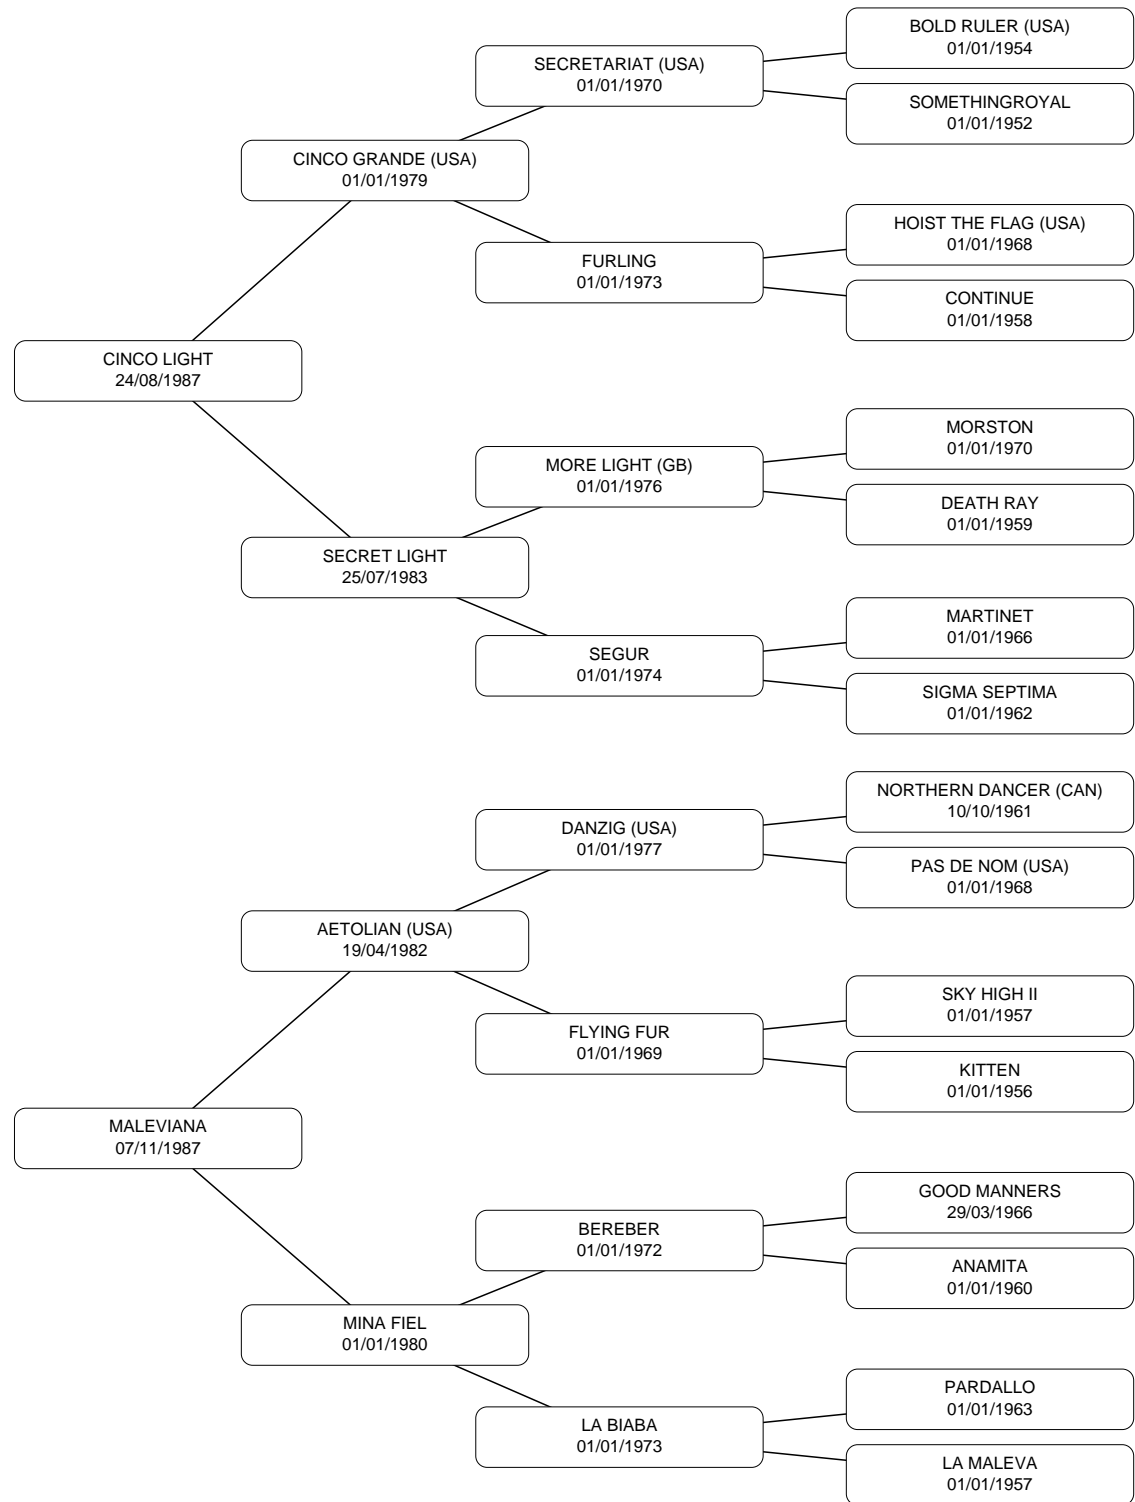 BOLD RULER (USA)
01/01/1954
SECRETARIAT (USA)
01/01/1970
SOMETHINGROYAL
01/01/1952
CINCO GRANDE (USA)
01/01/1979
HOIST THE FLAG (USA)
01/01/1968
FURLING
01/01/1973
CONTINUE
01/01/1958
CINCO LIGHT
24/08/1987
MORSTON
01/01/1970
MORE LIGHT (GB)
01/01/1976
DEATH RAY
01/01/1959
SECRET LIGHT
25/07/1983
MARTINET
01/01/1966
SEGUR
01/01/1974
SIGMA SEPTIMA
01/01/1962
NORTHERN DANCER (CAN)
10/10/1961
DANZIG (USA)
01/01/1977
PAS DE NOM (USA)
01/01/1968
AETOLIAN (USA)
19/04/1982
SKY HIGH II
01/01/1957
FLYING FUR
01/01/1969
KITTEN
01/01/1956
MALEVIANA
07/11/1987
GOOD MANNERS
29/03/1966
BEREBER
01/01/1972
ANAMITA
01/01/1960
MINA FIEL
01/01/1980
PARDALLO
01/01/1963
LA BIABA
01/01/1973
LA MALEVA
01/01/1957